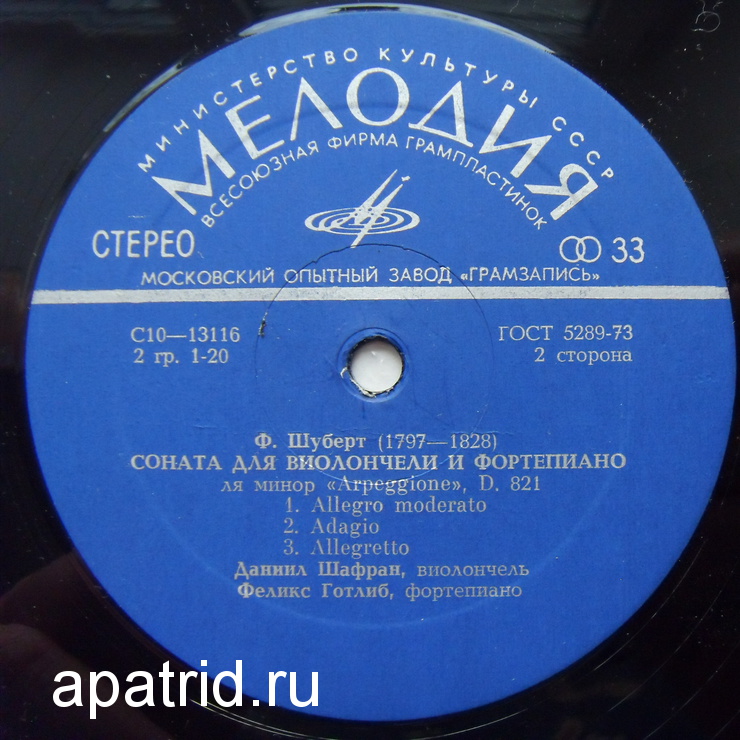 МИНИСТЕРСТВО КУЛЬТУРЫ СССР
МЕЛОДИЯ
ВСЕСОЮЗНАЯ ФИРМА ГРАМПЛАСТИНОК
СТЕРЕО
33
МОСКОВСКИЙ ОПЫТНЫЙ ЗАВОД «ГРАМЗАПИСЬ»
С10—13116
ГОСТ 5289-73
2 гр. 1-20
2 сторона
Ф. Шуберт (1797—1828)
СОНАТА ДЛЯ ВИОЛОНЧЕЛИ И ФОРТЕПИАНО
ля минор «Arpeggione», D. 821
1. Allegro moderato
2. Adagio
3. Allegretto
Даниил Шафран, виолончель
Феликс Готлиб, фортепиано
apatrid.ru